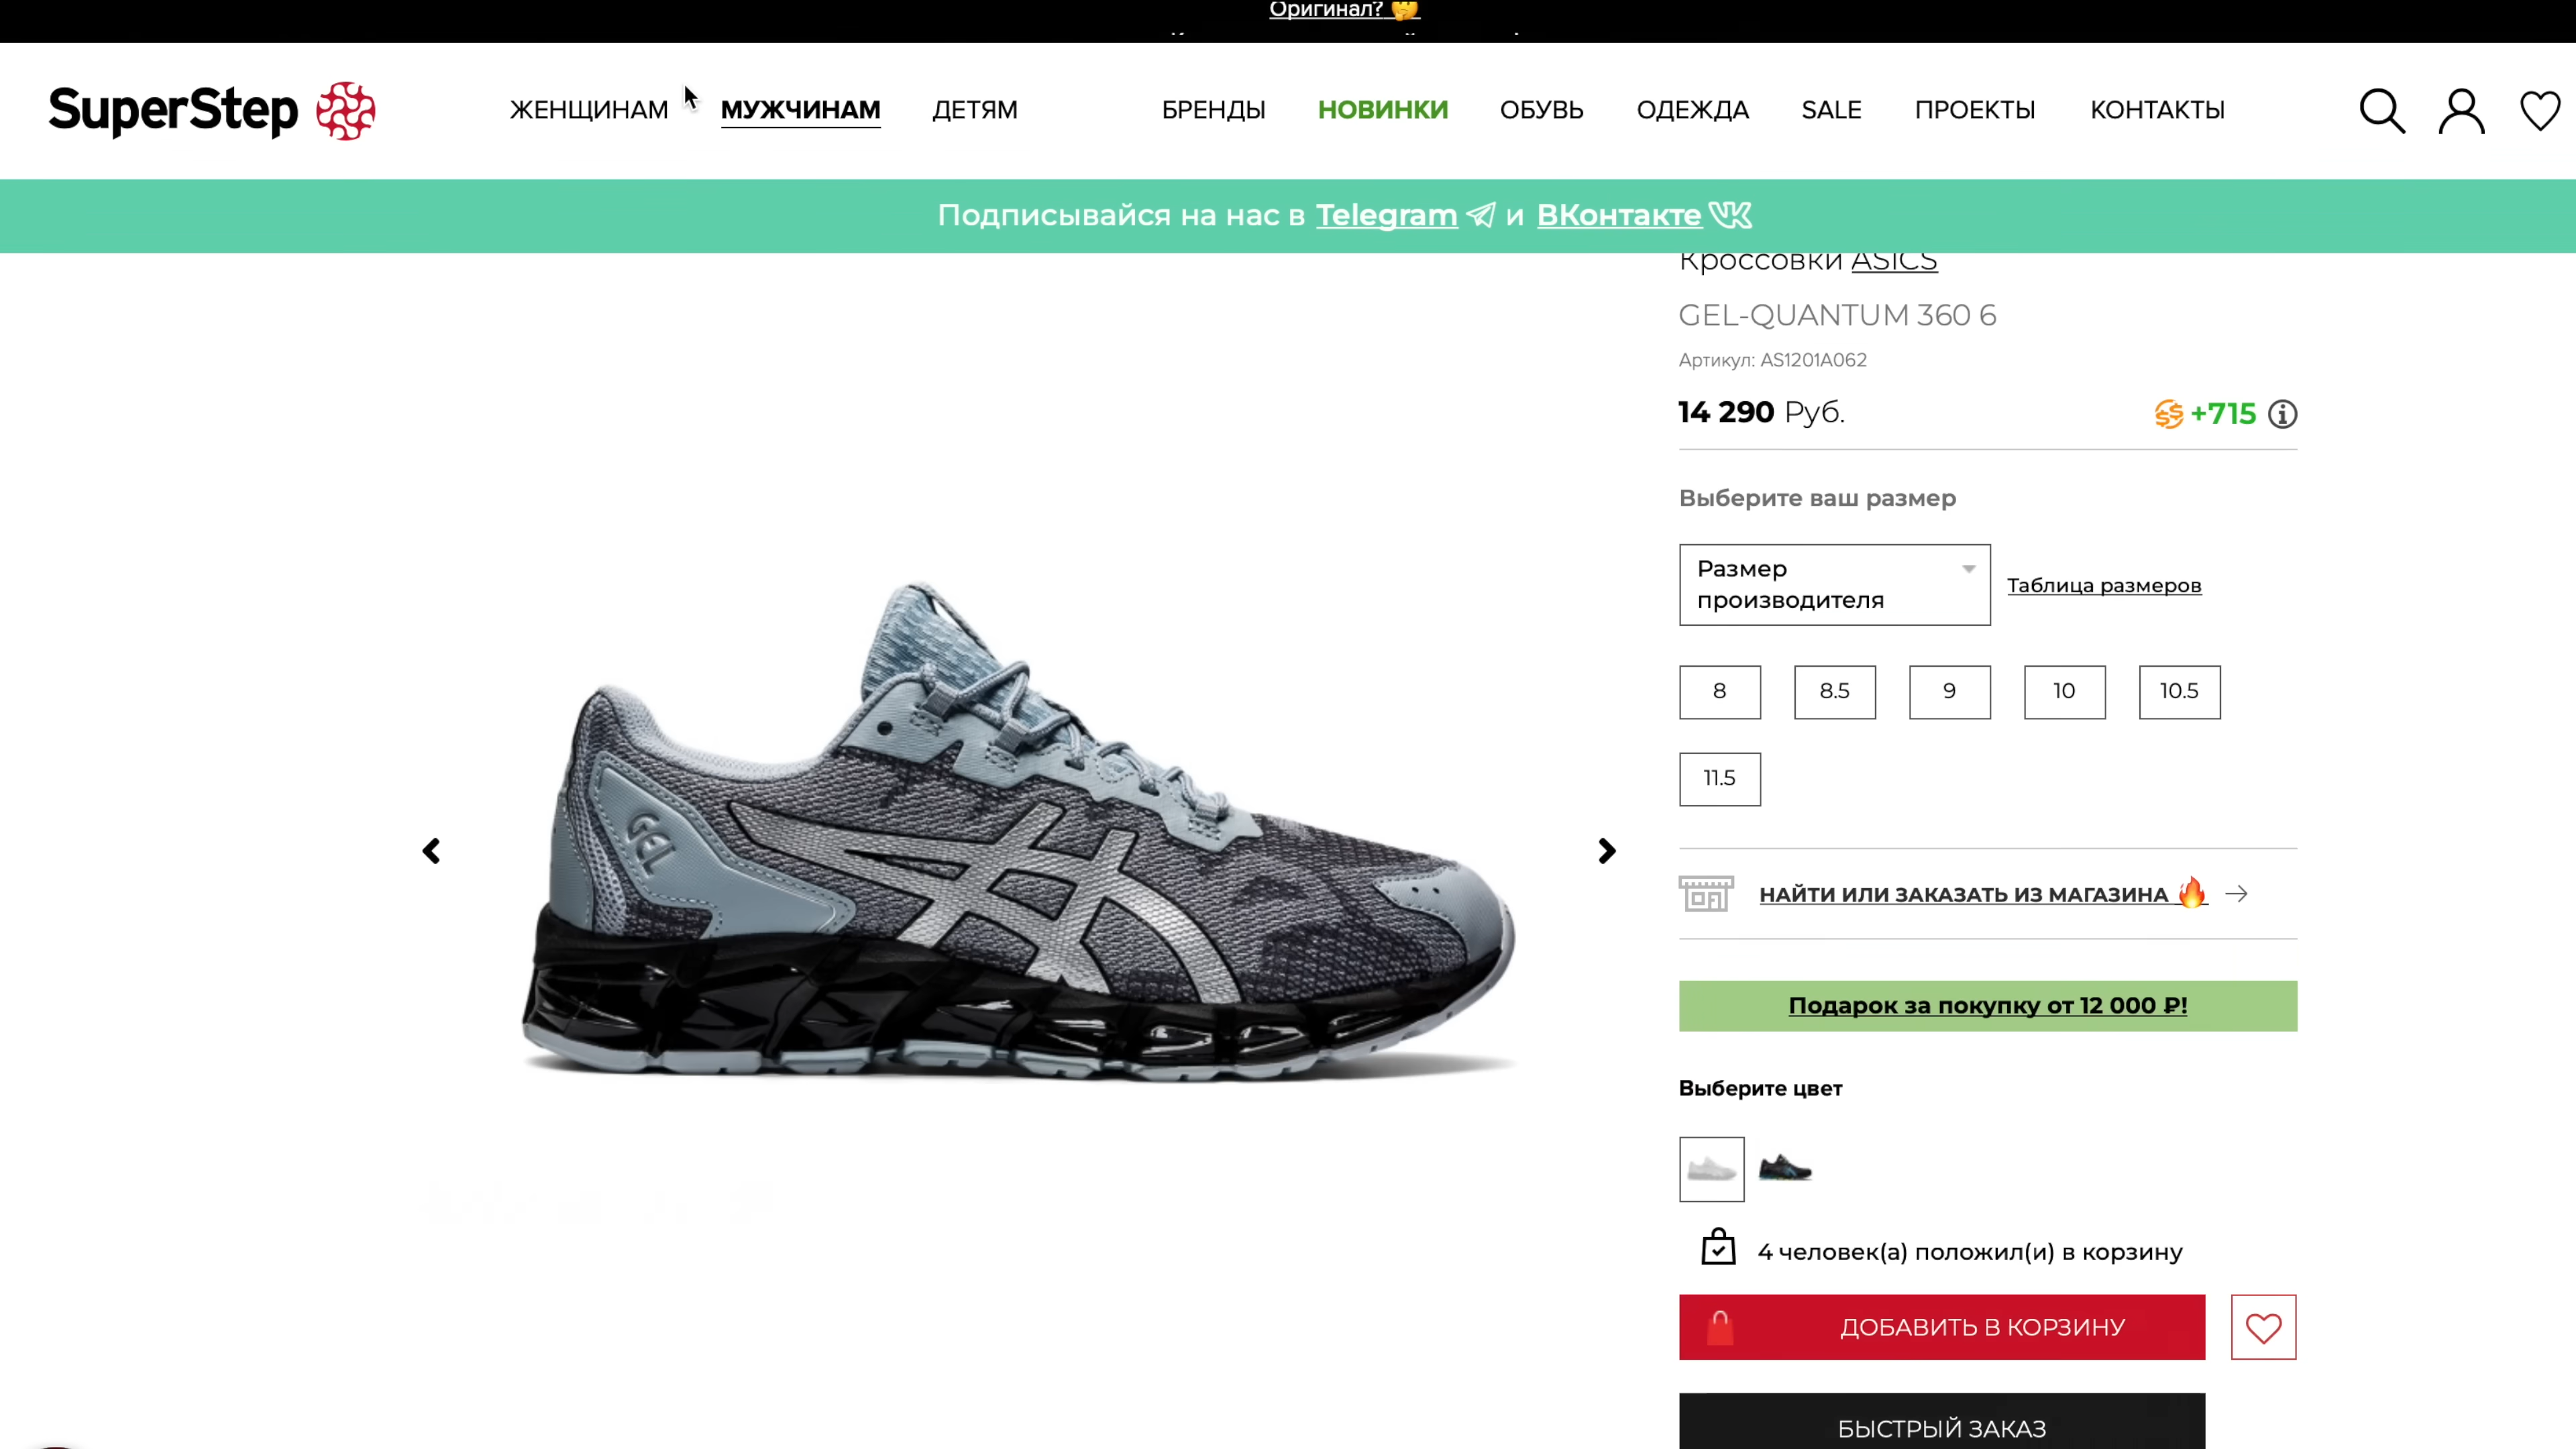 Оригинал? 🤔
SuperStep
ЖЕНЩИНАМ МУЖЧИНАМ ДЕТЯМ БРЕНДЫ НОВИНКИ ОБУВЬ ОДЕЖДА SALE ПРОЕКТЫ КОНТАКТЫ
Подписывайся на нас в Telegram и ВКонтакте
Кроссовки ASICS
GEL-QUANTUM 360 6
Артикул: AS1201A062
14 290 Руб. +715
Выберите ваш размер
Размер
производителя
Таблица размеров
8 8.5 9 10 10.5
11.5
GEL
НАЙТИ ИЛИ ЗАКАЗАТЬ ИЗ МАГАЗИНА 🔥 →
Подарок за покупку от 12 000 ₽!
Выберите цвет
4 человек(а) положил(и) в корзину
ДОБАВИТЬ В КОРЗИНУ
БЫСТРЫЙ ЗАКАЗ